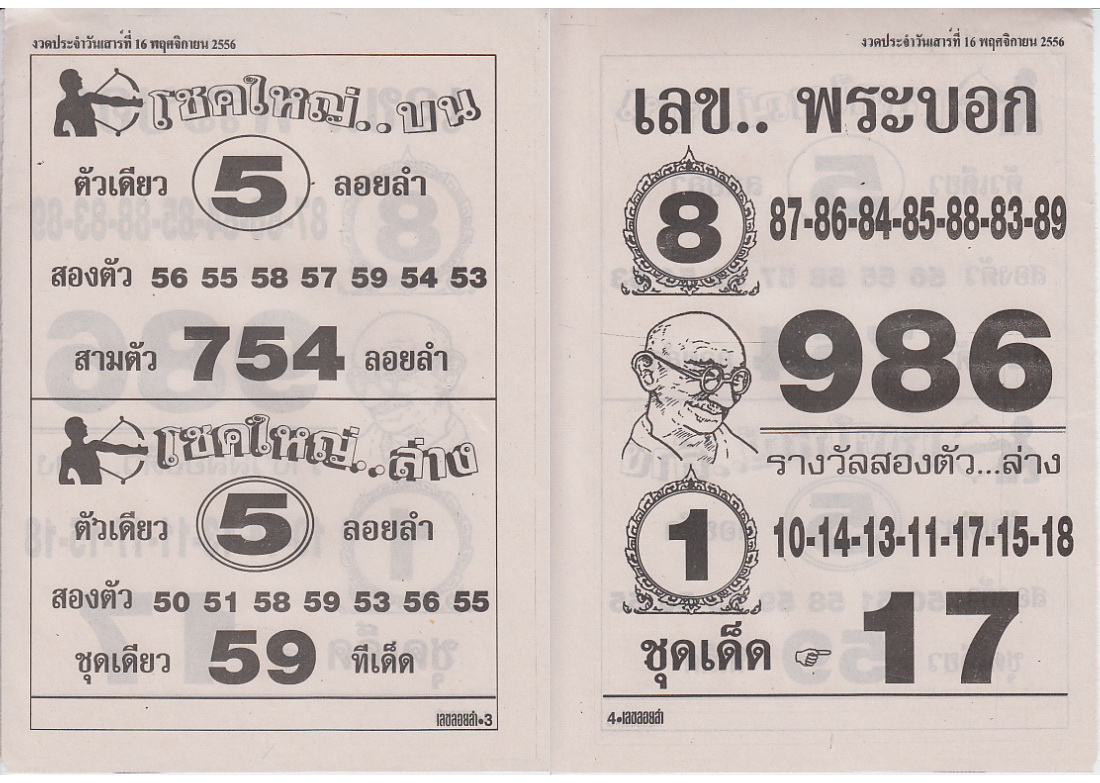 งวดประจำวันเสาร์ที่ 16 พฤศจิกายน 2556
โชคใหญ่..บน
ตัวเดียว 5 ลอยลำ
สองตัว 56 55 58 57 59 54 53
สามตัว 754 ลอยลำ
โชคใหญ่..ล่าง
ตัวเดียว 5 ลอยลำ
สองตัว 50 51 58 59 53 56 55
ชุดเดียว 59 ทีเด็ด
เลขลอยลำ•3
งวดประจำวันเสาร์ที่ 16 พฤศจิกายน 2556
เลข.. พระบอก
8 87-86-84-85-88-83-89
986
รางวัลสองตัว...ล่าง
1 10-14-13-11-17-15-18
ชุดเด็ด 17
4•เลขลอยลำ